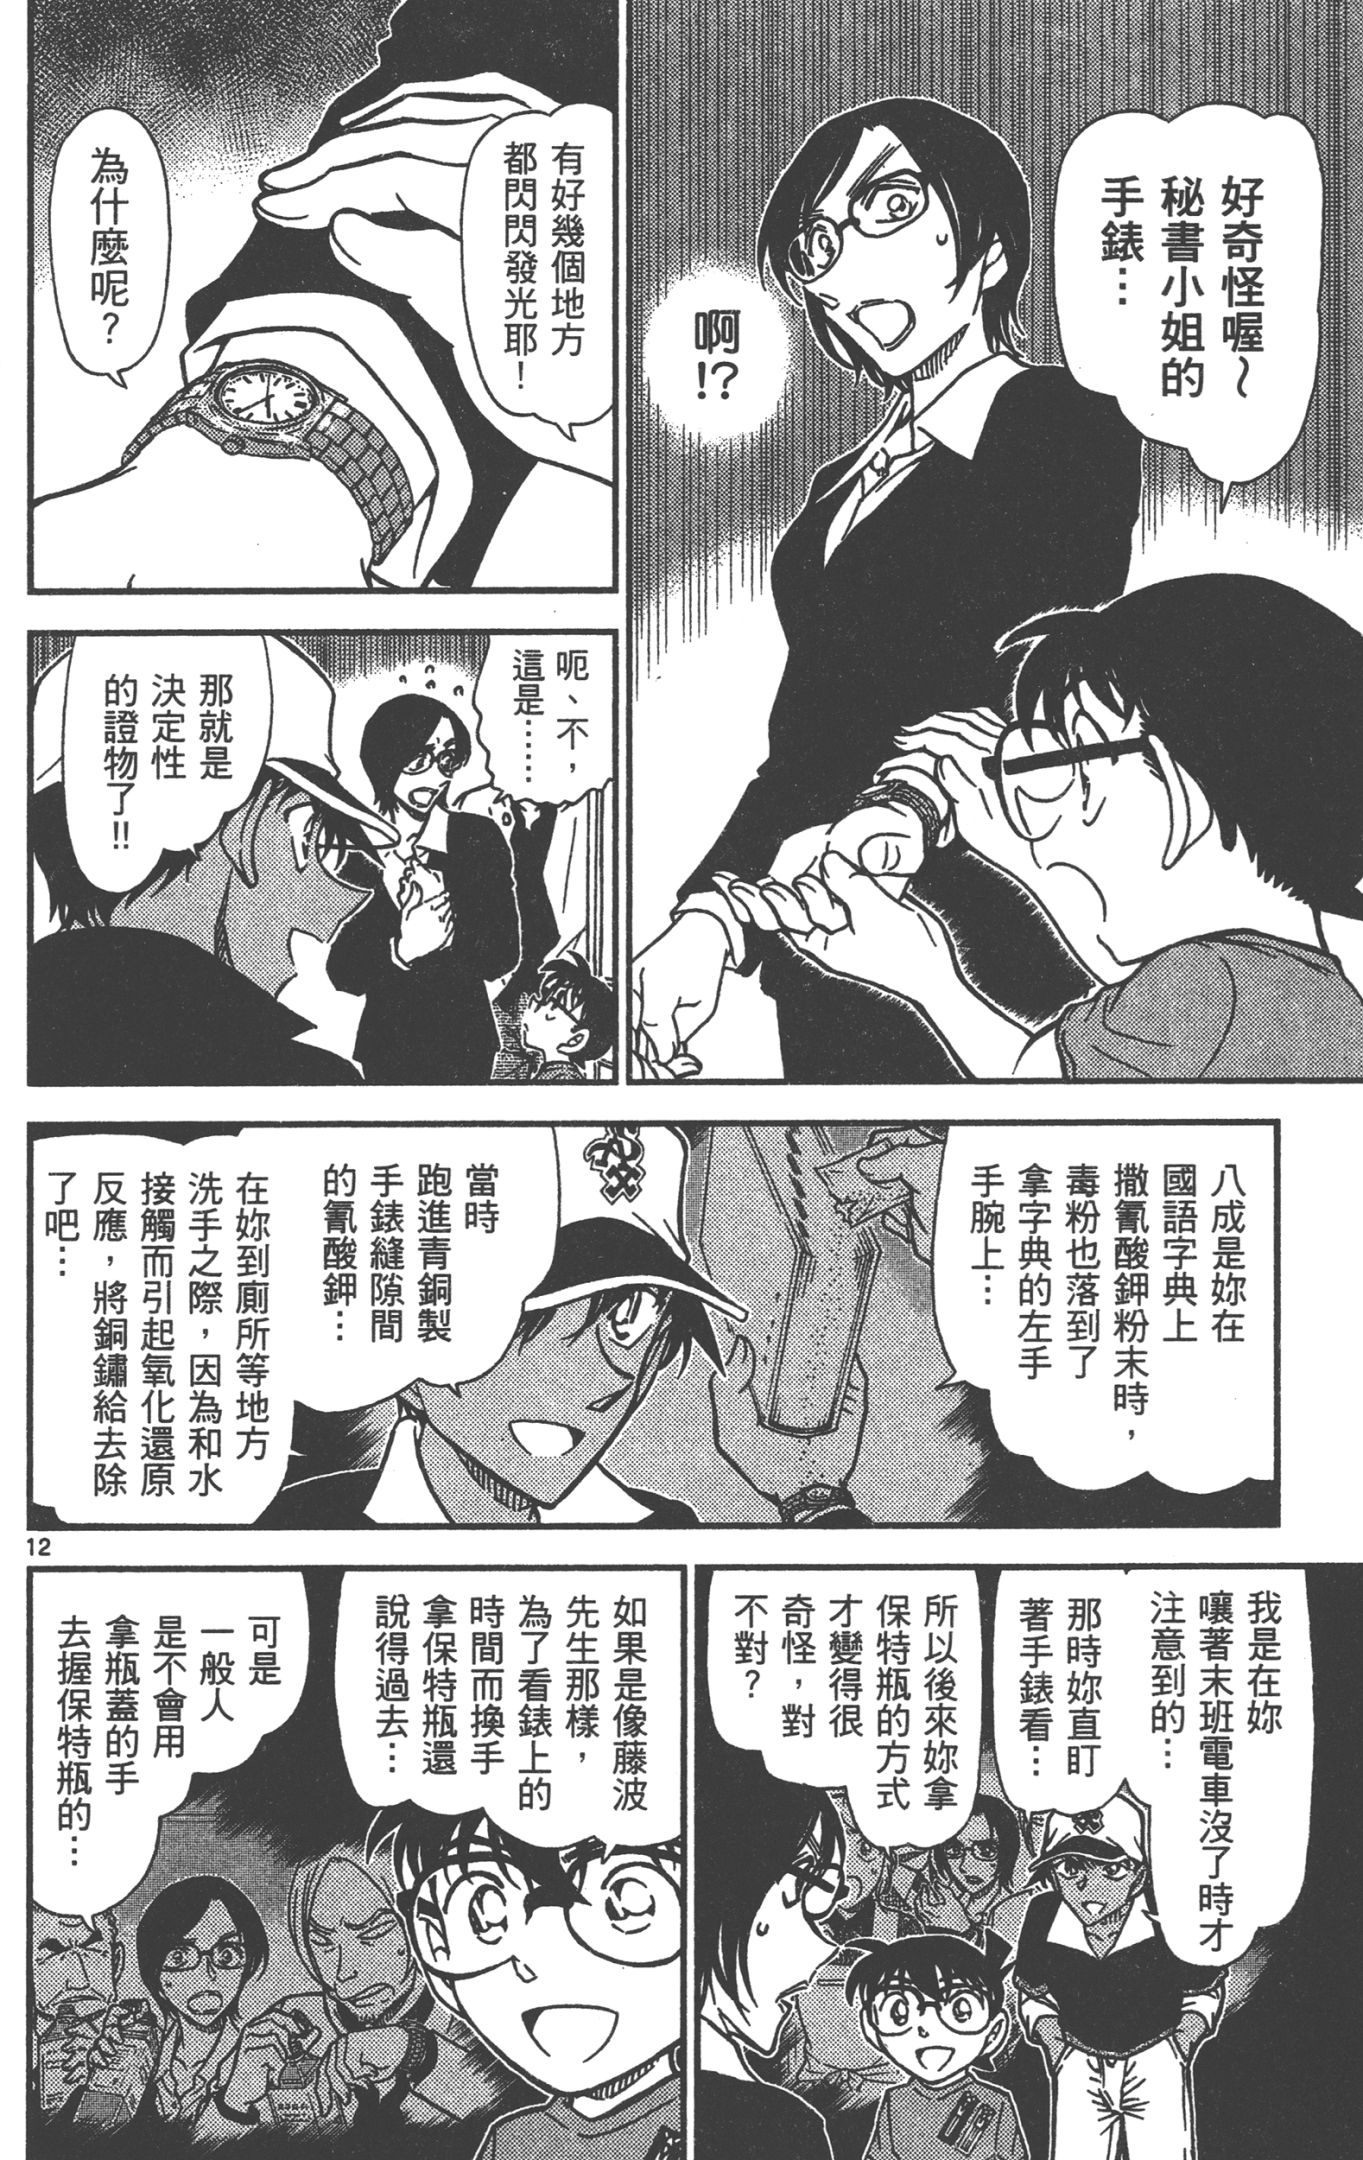 好奇怪喔~
秘書小姐的
手錶…
啊!?
有好幾個地方
都閃閃發光耶!
為什麼呢?
呃、不,
這是……
那就是
決定性
的證物了!!
八成是妳在
國語字典上
撒氰酸鉀粉末時,
毒粉也落到了
拿字典的左手
手腕上…
當時
跑進青銅製
手錶縫隙間
的氰酸鉀…
在妳到廁所等地方
洗手之際,因為和水
接觸而引起氧化還原
反應,將銅鏽給去除
了吧…
12
我是在妳
嚷著末班電車沒了時才
注意到的…
那時妳直盯
著手錶看…
所以後來妳拿
保特瓶的方式
才變得很
奇怪,對
不對?
如果是像藤波
先生那樣,
為了看錶上的
時間而換手
拿保特瓶還
說得過去…
可是
一般人
是不會用
拿瓶蓋的手
去握保特瓶的…